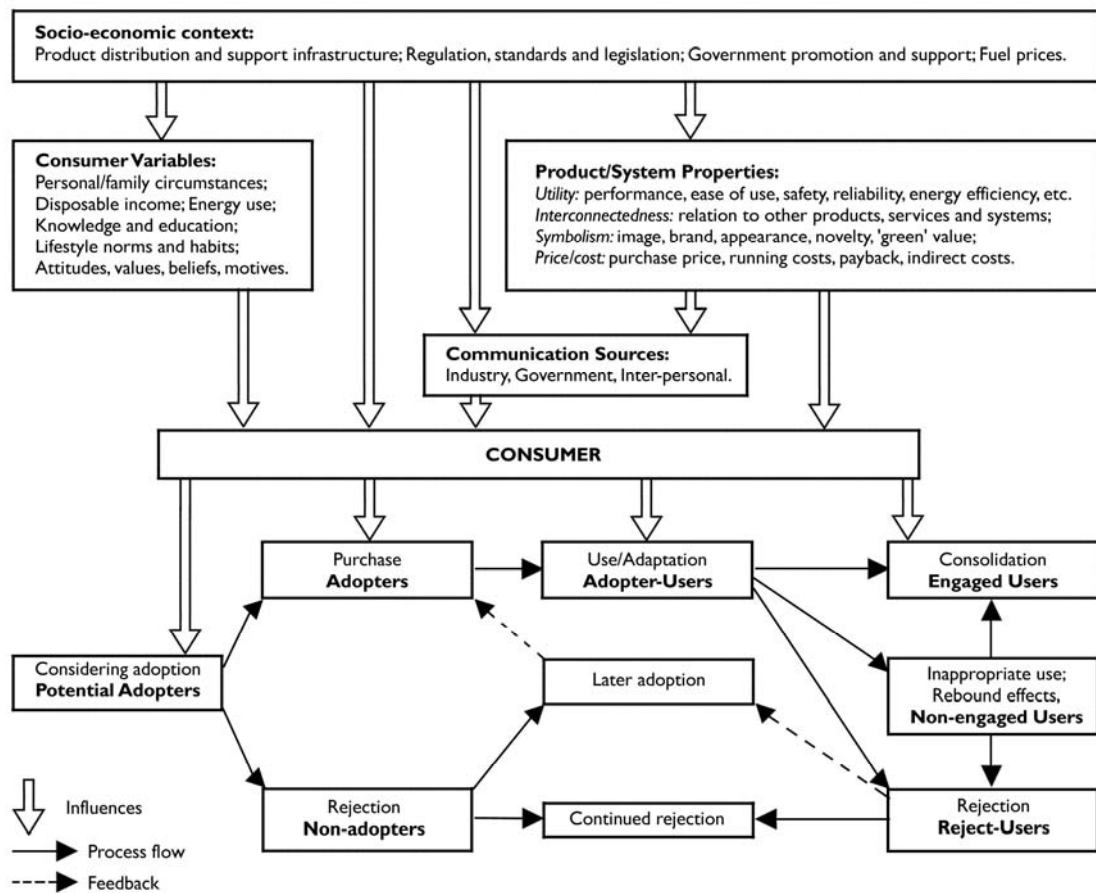 Socio-economic context:
Product distribution and support infrastructure; Regulation, standards and legislation; Government promotion and support; Fuel prices.
Consumer Variables:
Personal/family circumstances;
Disposable income; Energy use;
Knowledge and education;
Lifestyle norms and habits;
Attitudes, values, beliefs, motives.
Product/System Properties:
Utility: performance, ease of use, safety, reliability, energy efficiency, etc.
Interconnectedness: relation to other products, services and systems;
Symbolism: image, brand, appearance, novelty, 'green' value;
Price/cost: purchase price, running costs, payback, indirect costs.
Communication Sources:
Industry, Government, Inter-personal.
CONSUMER
Purchase
Adopters
Use/Adaptation
Adopter-Users
Consolidation
Engaged Users
Considering adoption
Potential Adopters
Later adoption
Inappropriate use;
Rebound effects,
Non-engaged Users
Rejection
Non-adopters
Continued rejection
Rejection
Reject-Users
Influences
Process flow
Feedback